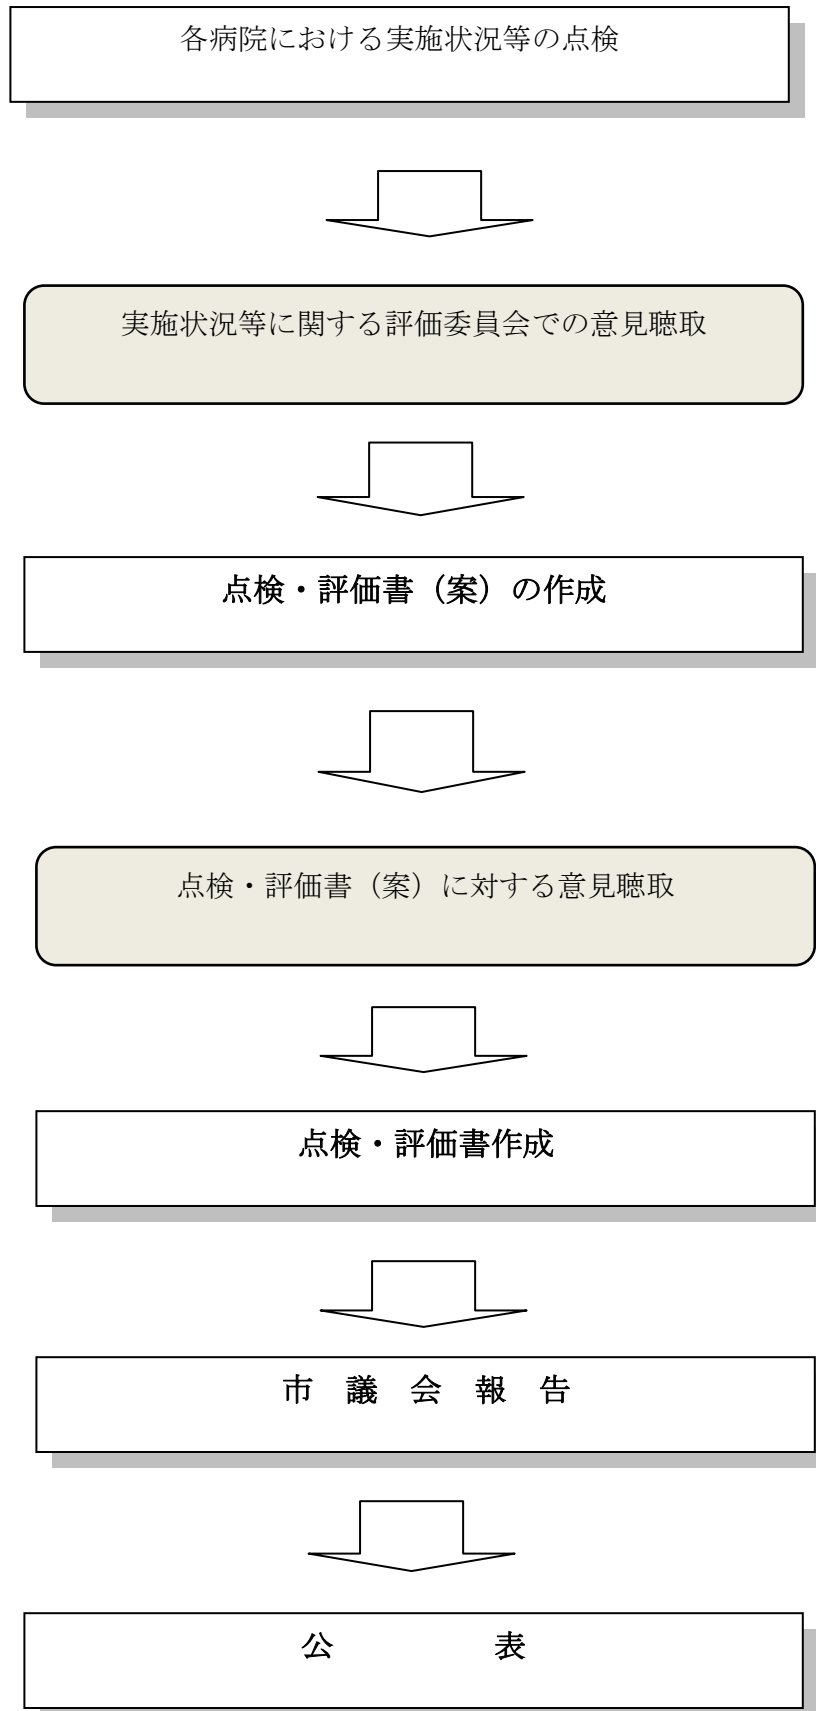 各病院における実施状況等の点検
実施状況等に関する評価委員会での意見聴取
点検・評価書（案）の作成
点検・評価書（案）に対する意見聴取
点検・評価書作成
市　議　会　報　告
公　　　　　表